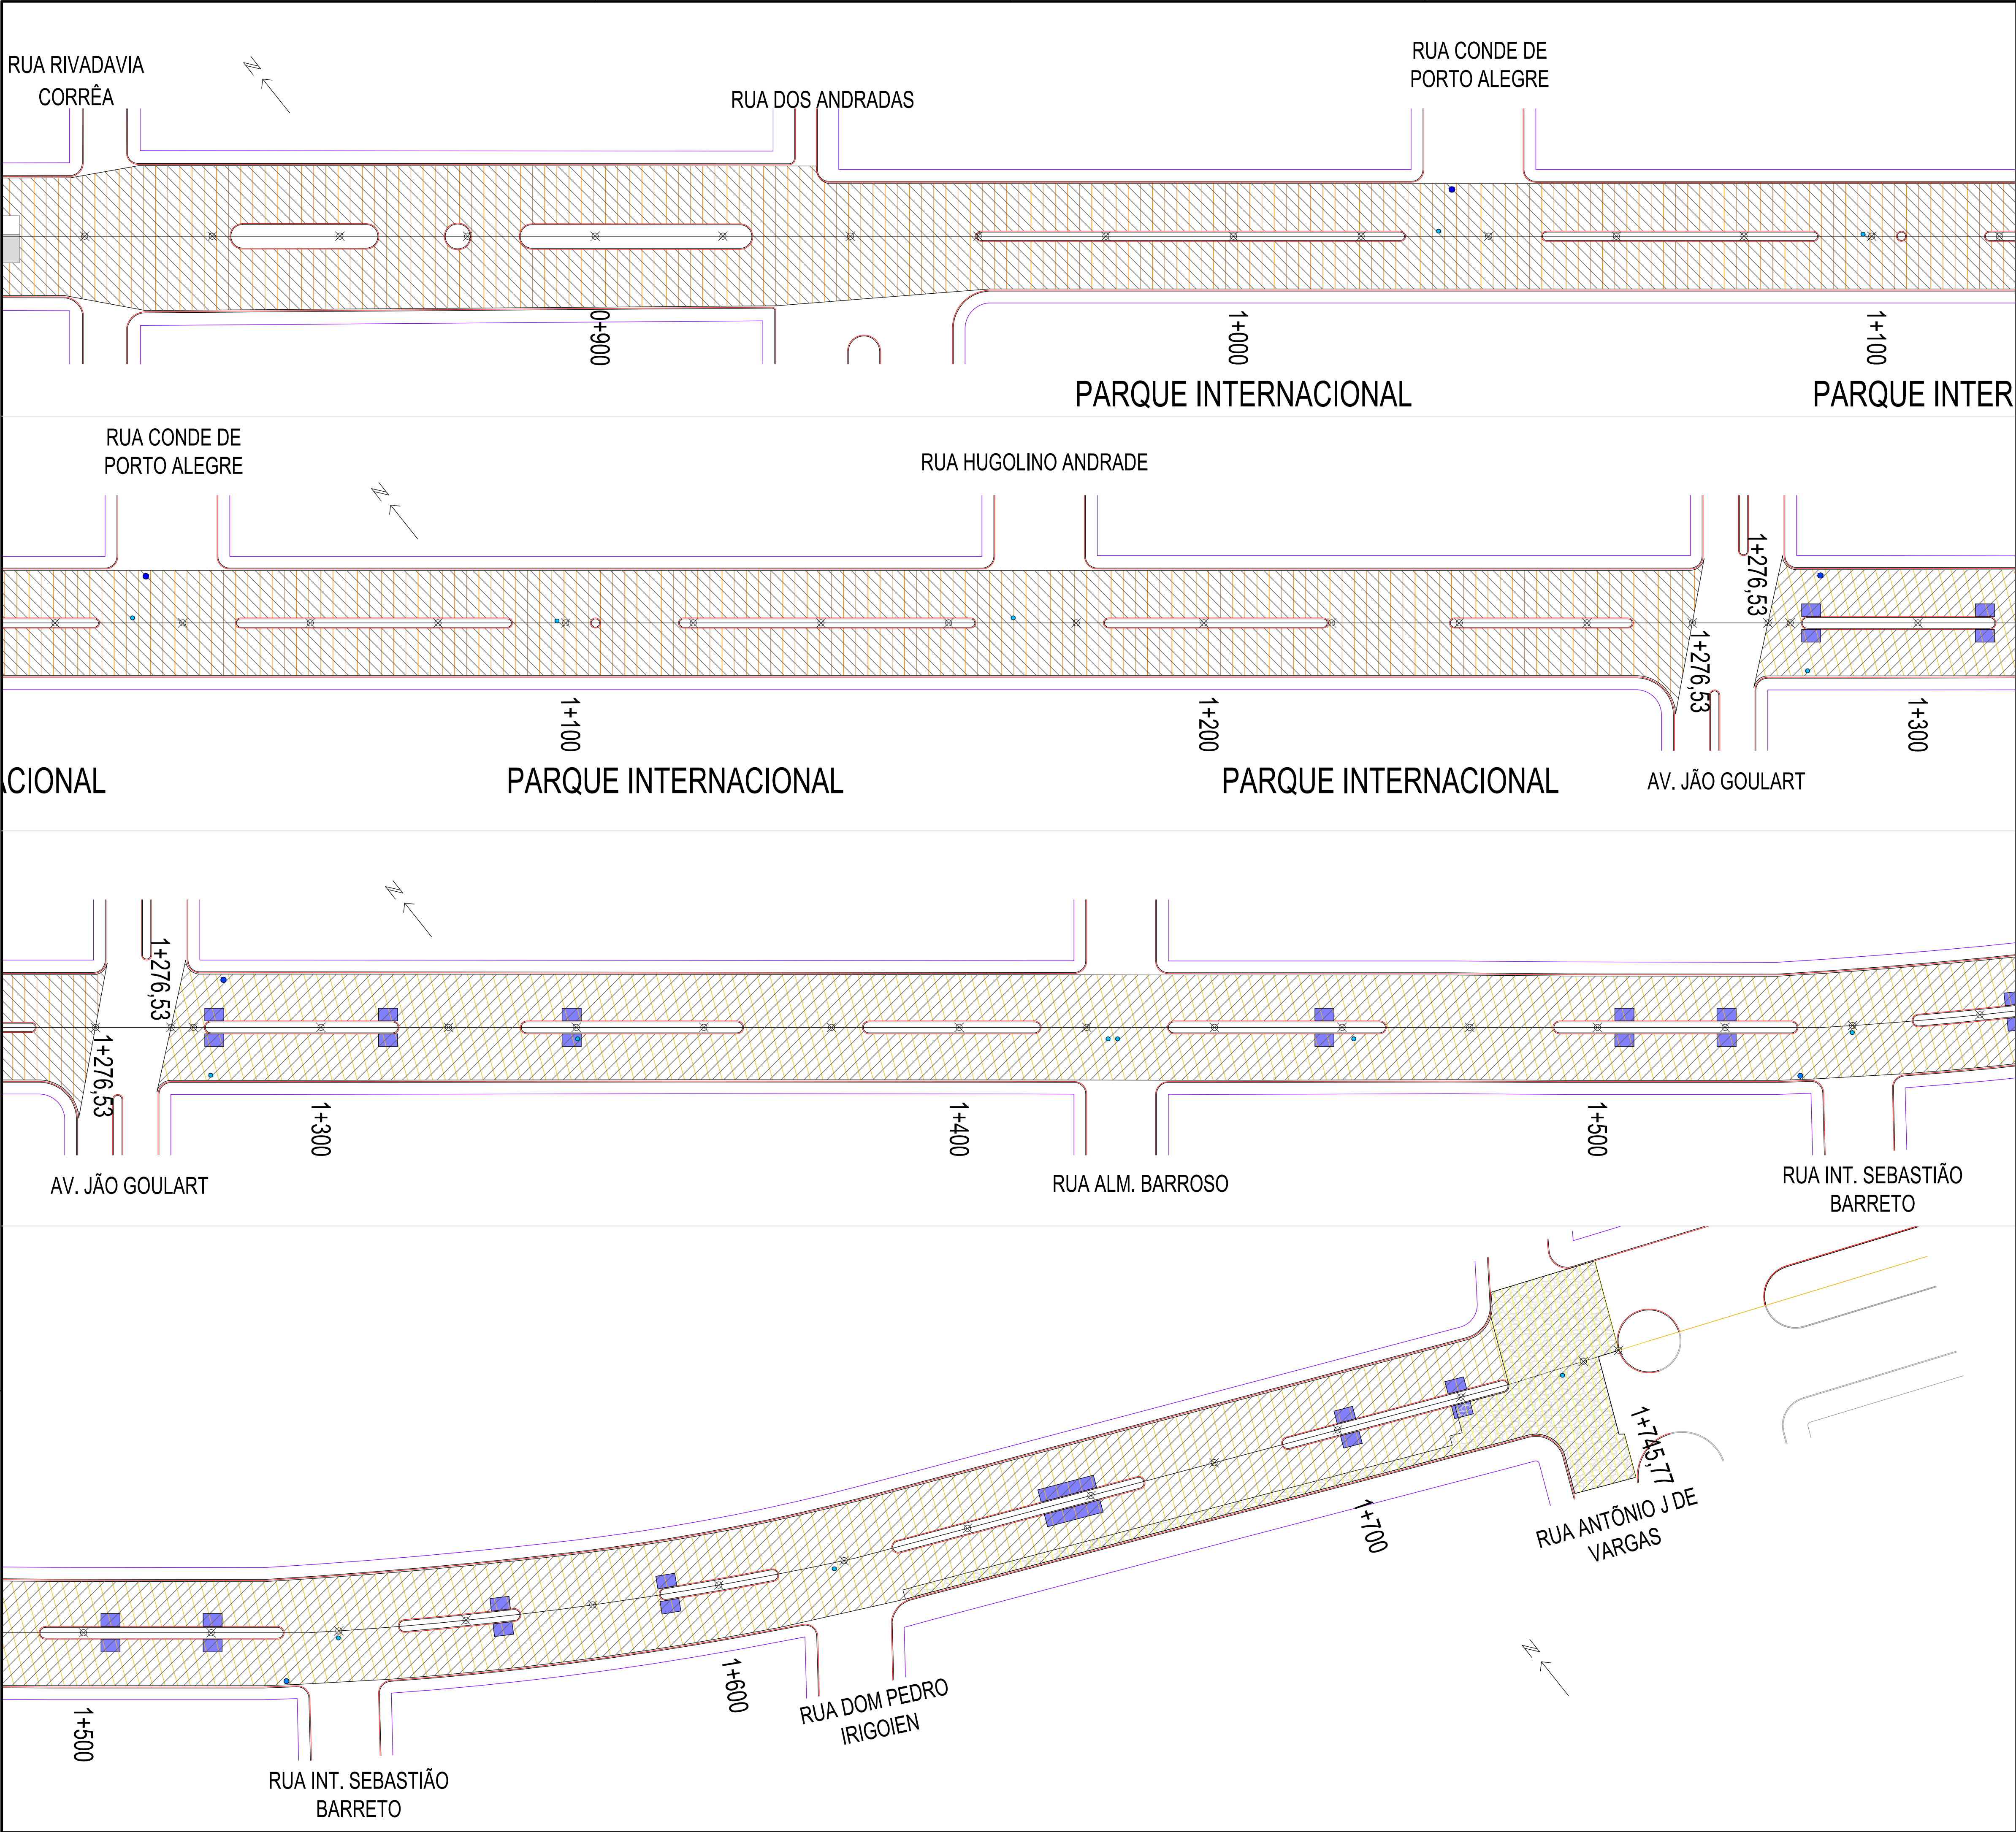 RUA RIVADAVIA
CORRÊA
N
RUA DOS ANDRADAS
RUA CONDE DE
PORTO ALEGRE
0+900
1+000
1+100
PARQUE INTERNACIONAL
PARQUE INTER
RUA CONDE DE
PORTO ALEGRE
N
RUA HUGOLINO ANDRADE
1+276,53
1+276,53
1+100
1+200
1+300
ACIONAL
PARQUE INTERNACIONAL
PARQUE INTERNACIONAL
AV. JÃO GOULART
N
1+276,53
1+276,53
1+300
1+400
1+500
AV. JÃO GOULART
RUA ALM. BARROSO
RUA INT. SEBASTIÃO
BARRETO
1+745,77
RUA ANTÔNIO J DE
VARGAS
1+700
N
1+600
RUA DOM PEDRO
IRIGOIEN
1+500
RUA INT. SEBASTIÃO
BARRETO